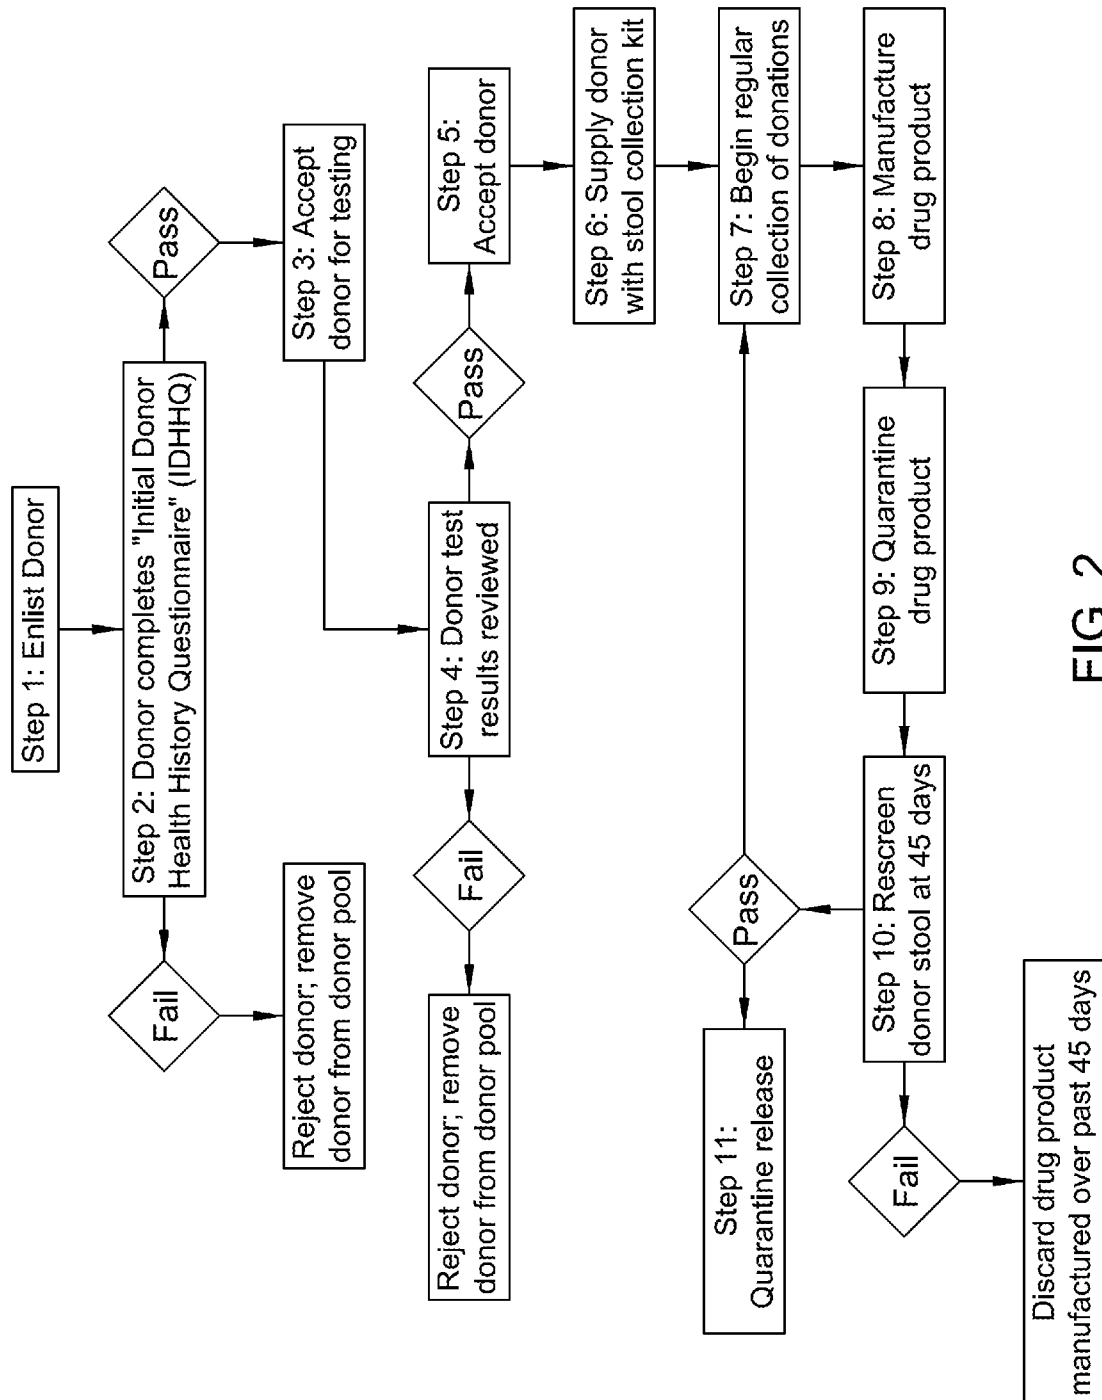 Step 1: Enlist Donor
Step 2: Donor completes "Initial Donor
Health History Questionnaire" (IDHHQ)
Fail
Pass
Reject donor; remove
donor from donor pool
Step 3: Accept
donor for testing
Reject donor; remove
donor from donor pool
Fail
Step 4: Donor test
results reviewed
Pass
Step 5:
Accept donor
Step 6: Supply donor
with stool collection kit
Step 11:
Quarantine release
Pass
Step 7: Begin regular
collection of donations
Fail
Step 10: Rescreen
donor stool at 45 days
Step 9: Quarantine
drug product
Step 8: Manufacture
drug product
Discard drug product
manufactured over past 45 days
FIG. 2